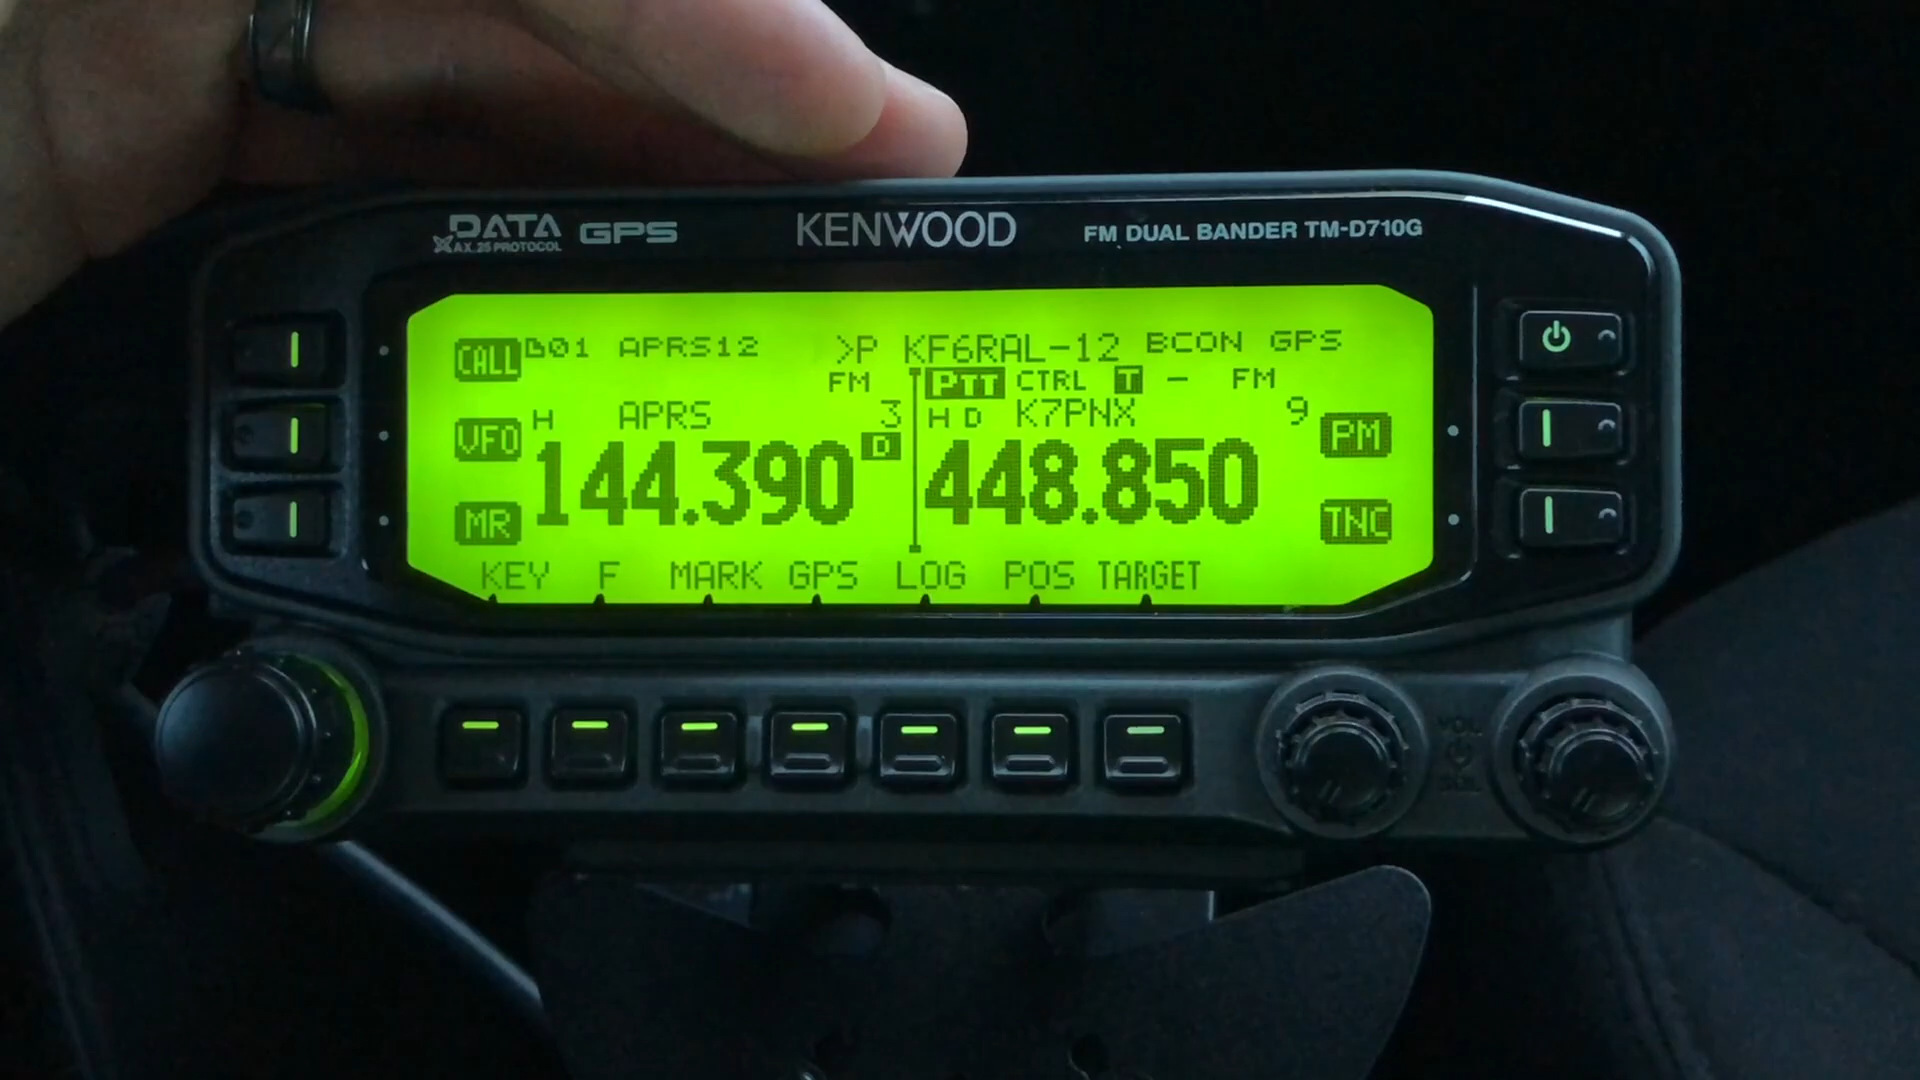 DATA GPS KENWOOD FM DUAL BANDER TM-D710G
AX.25 PROTOCOL
CALL 01 APRS12 >P KF6RAL-12 BCON GPS
FM PTT CTRL T - FM
H APRS 3 H D K7PNX 9
VFO 144.390 D 448.850 PM
MR TNC
KEY F MARK GPS LOG POS TARGET
VOL